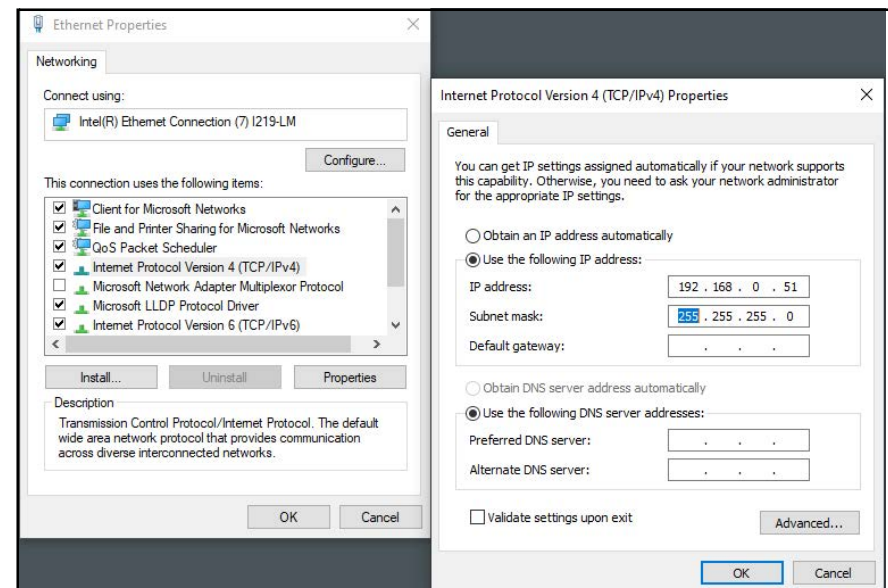 Ethernet Properties
Networking
Connect using:
Intel(R) Ethernet Connection (7) I219-LM
Configure...
This connection uses the following items:
Client for Microsoft Networks
File and Printer Sharing for Microsoft Networks
QoS Packet Scheduler
Internet Protocol Version 4 (TCP/IPv4)
Microsoft Network Adapter Multiplexor Protocol
Microsoft LLDP Protocol Driver
Internet Protocol Version 6 (TCP/IPv6)
Install... Uninstall Properties
Description
Transmission Control Protocol/Internet Protocol. The default
wide area network protocol that provides communication
across diverse interconnected networks.
OK Cancel
Internet Protocol Version 4 (TCP/IPv4) Properties
General
You can get IP settings assigned automatically if your network supports
this capability. Otherwise, you need to ask your network administrator
for the appropriate IP settings.
Obtain an IP address automatically
Use the following IP address:
IP address: 192 . 168 . 0 . 51
Subnet mask: 255 . 255 . 255 . 0
Default gateway: . . .
Obtain DNS server address automatically
Use the following DNS server addresses:
Preferred DNS server: . . .
Alternate DNS server: . . .
Validate settings upon exit
Advanced...
OK Cancel